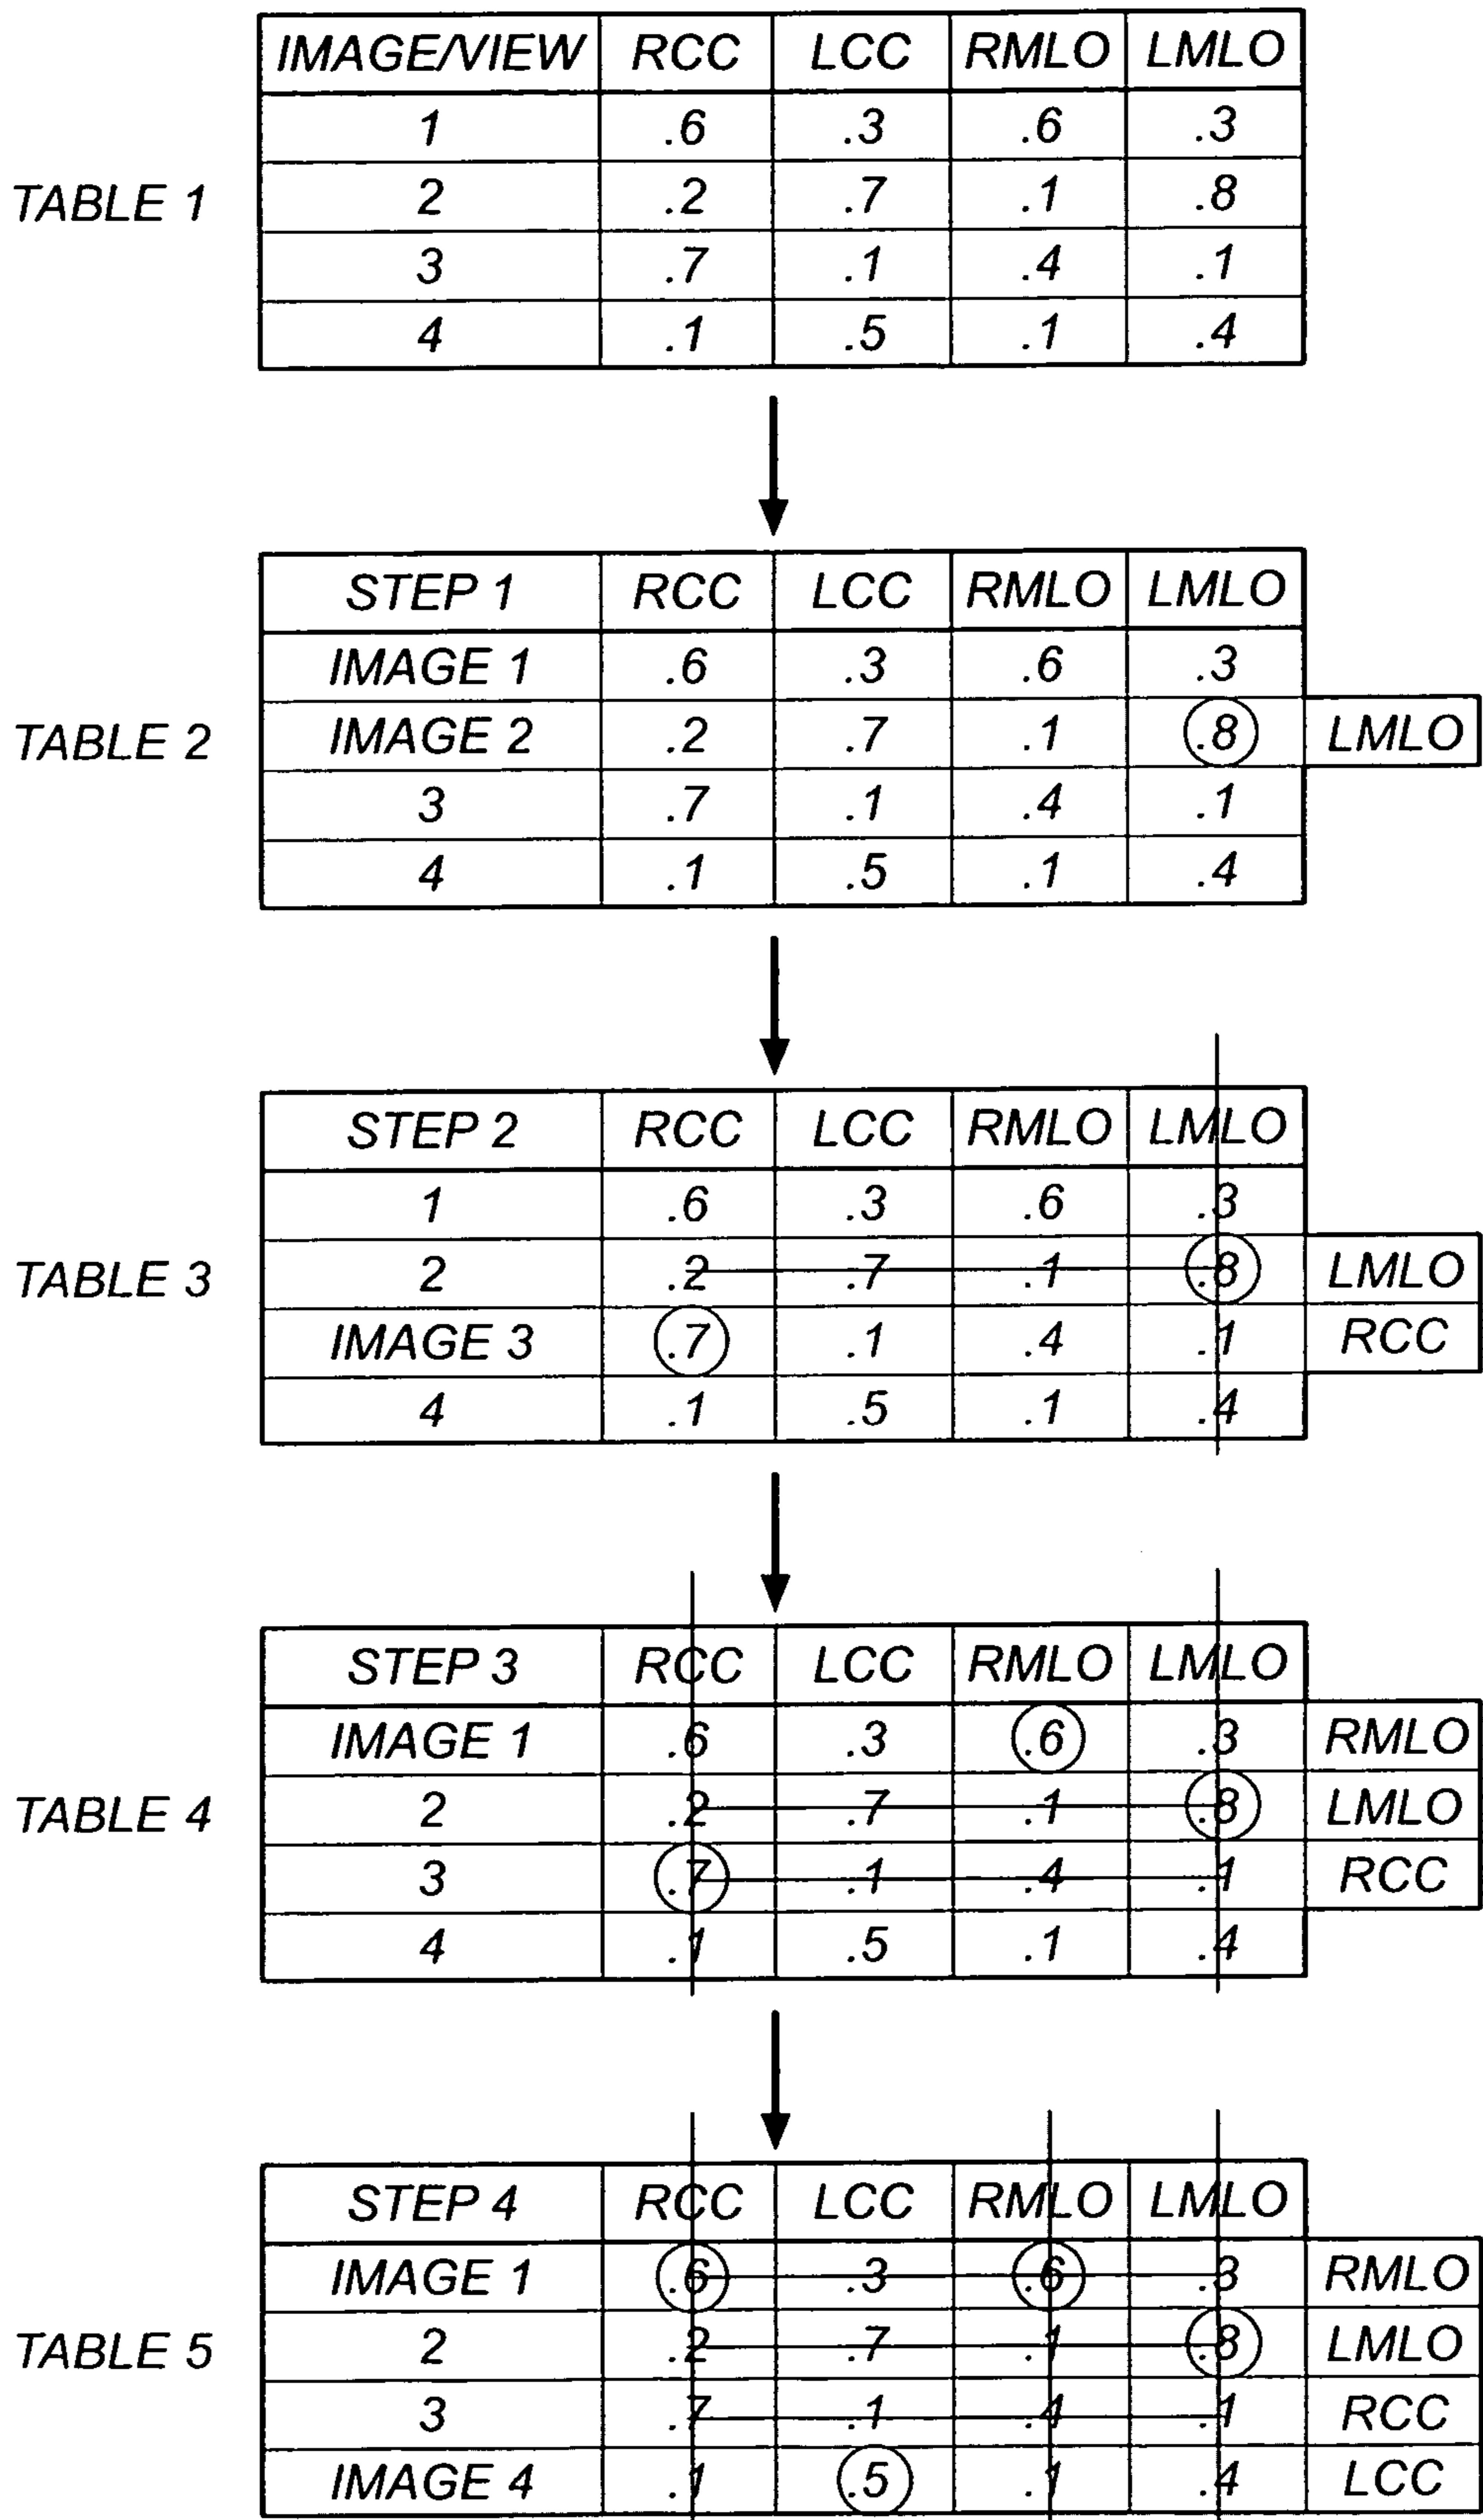 IMAGE/VIEW RCC LCC RMLO LMLO
1 .6 .3 .6 .3
TABLE 1 2 .2 .7 .1 .8
3 .7 .1 .4 .1
4 .1 .5 .1 .4
STEP 1 RCC LCC RMLO LMLO
IMAGE 1 .6 .3 .6 .3
TABLE 2 IMAGE 2 .2 .7 .1 .8 LMLO
3 .7 .1 .4 .1
4 .1 .5 .1 .4
STEP 2 RCC LCC RMLO LMLO
1 .6 .3 .6 .3
TABLE 3 2 .2 .7 .1 .8 LMLO
IMAGE 3 .7 .1 .4 .1 RCC
4 .1 .5 .1 .4
STEP 3 RCC LCC RMLO LMLO
IMAGE 1 .6 .3 .6 .3 RMLO
TABLE 4 2 .2 .7 .1 .8 LMLO
3 .7 .1 .4 .1 RCC
4 .1 .5 .1 .4
STEP 4 RCC LCC RMLO LMLO
IMAGE 1 .6 .3 .6 .3 RMLO
TABLE 5 2 .2 .7 .1 .8 LMLO
3 .7 .1 .4 .1 RCC
IMAGE 4 .1 .5 .1 .4 LCC